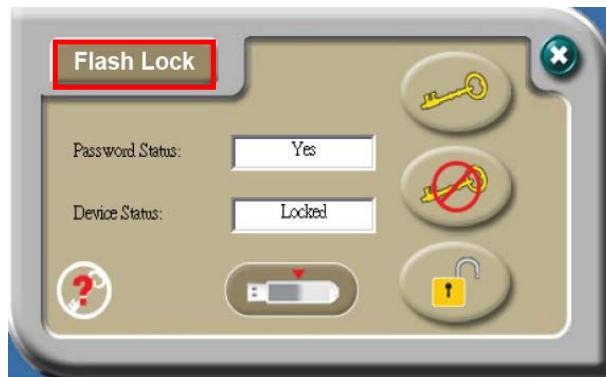 Flash Lock
Password Status:
Yes
Device Status:
Locked
?